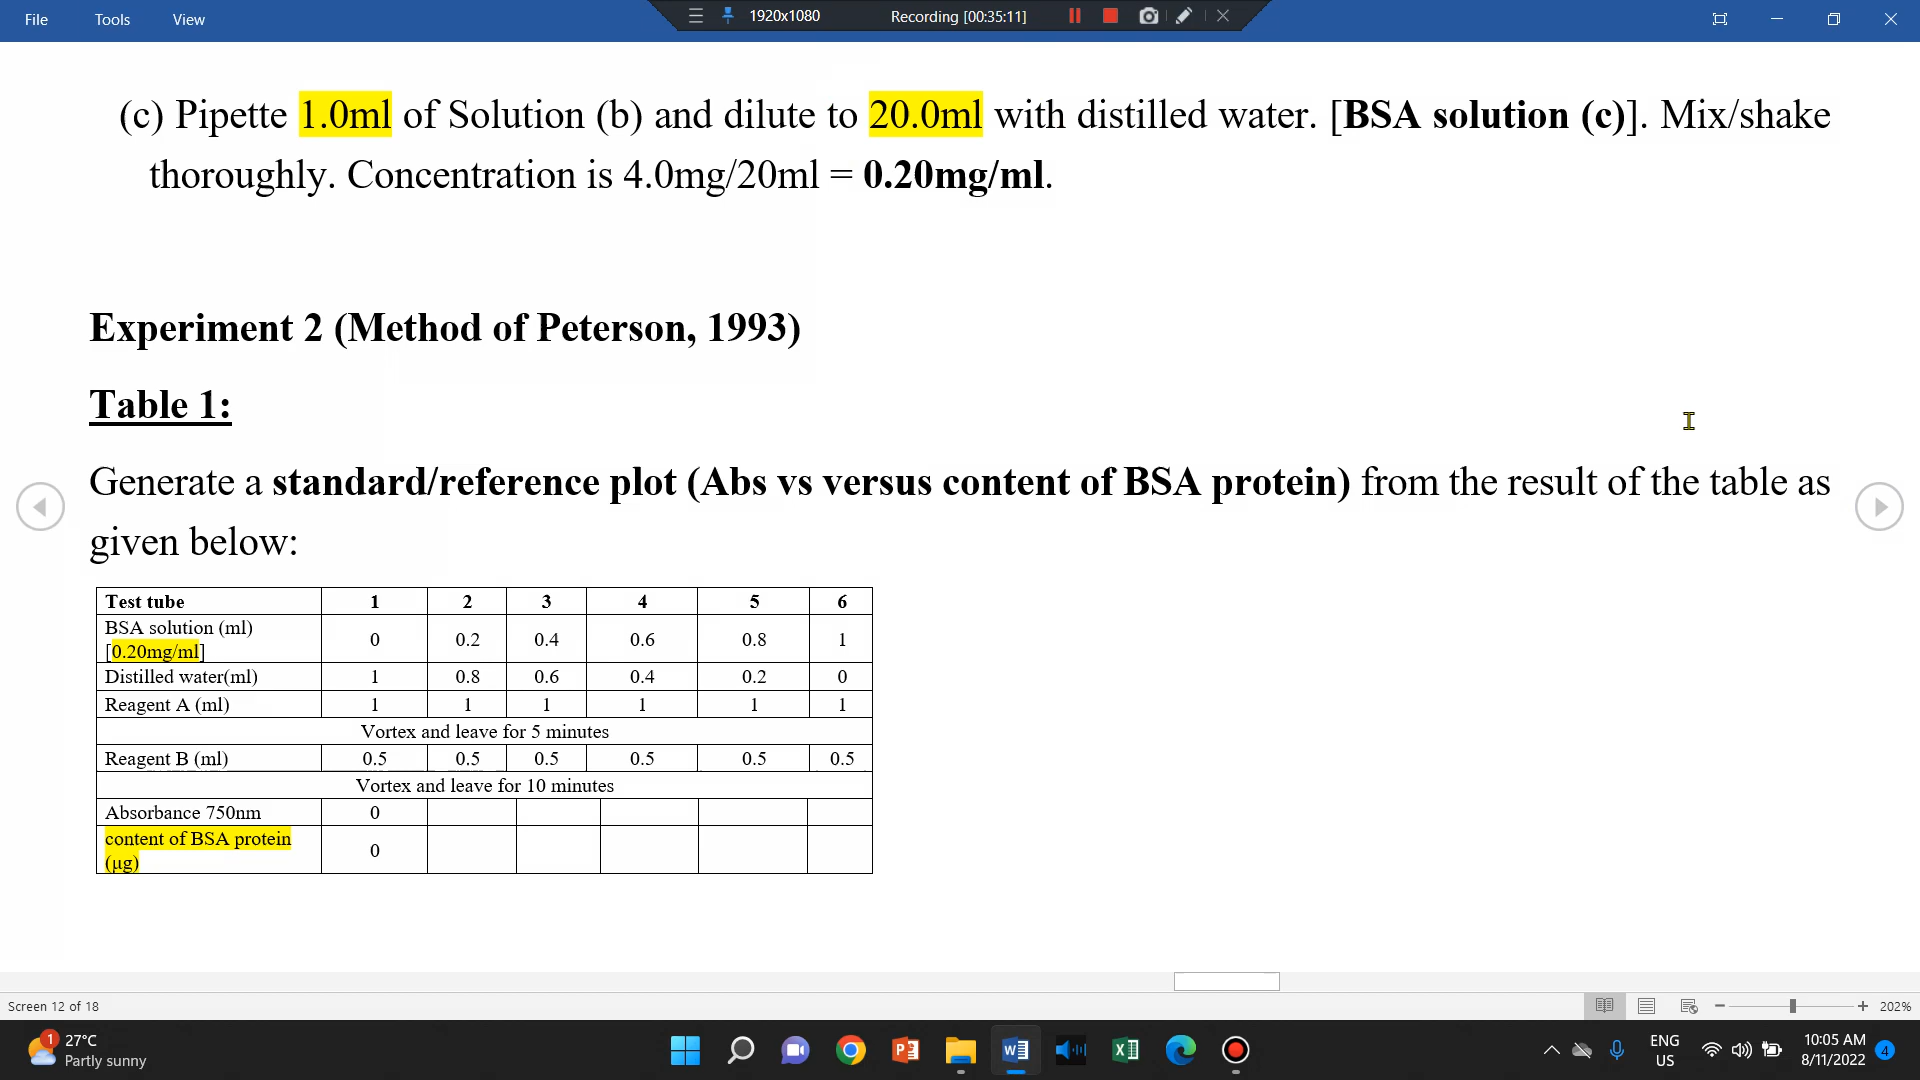 File Tools View
1920x1080 Recording [00:35:11]
(c) Pipette 1.0ml of Solution (b) and dilute to 20.0ml with distilled water. [BSA solution (c)]. Mix/shake
thoroughly. Concentration is 4.0mg/20ml = 0.20mg/ml.
Experiment 2 (Method of Peterson, 1993)
Table 1:
Generate a standard/reference plot (Abs vs versus content of BSA protein) from the result of the table as
given below:
Test tube 1 2 3 4 5 6
BSA solution (ml)
[0.20mg/ml] 0 0.2 0.4 0.6 0.8 1
Distilled water(ml) 1 0.8 0.6 0.4 0.2 0
Reagent A (ml) 1 1 1 1 1 1
Vortex and leave for 5 minutes
Reagent B (ml) 0.5 0.5 0.5 0.5 0.5 0.5
Vortex and leave for 10 minutes
Absorbance 750nm 0
content of BSA protein
(µg) 0
Screen 12 of 18
202%
1 27°C
Partly sunny
ENG
US
10:05 AM
8/11/2022
4